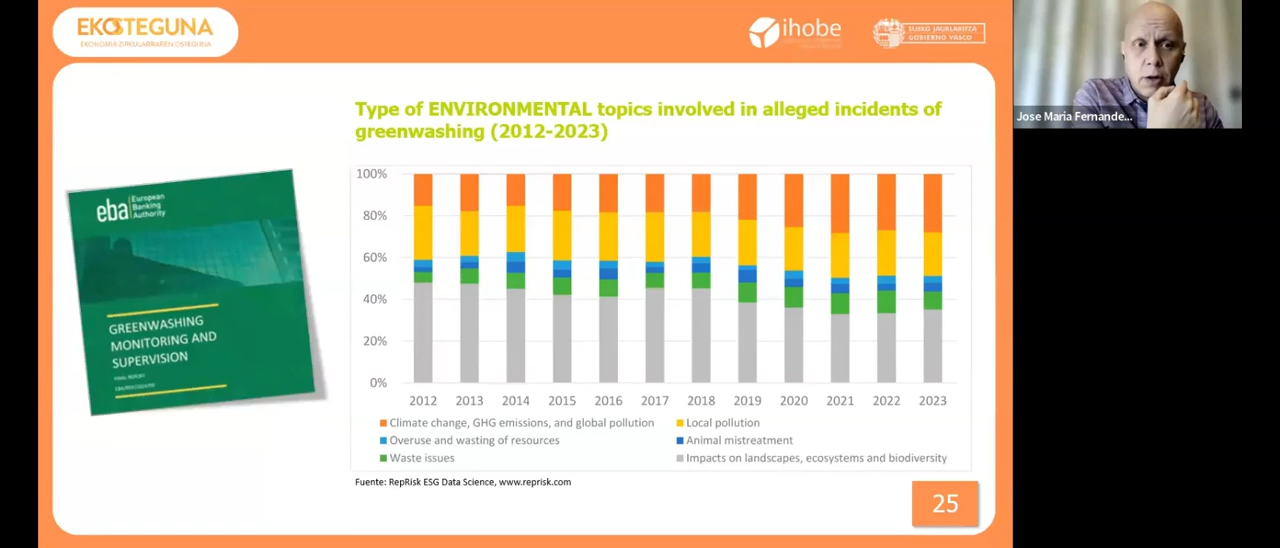 EKOSTEGUNA
EKONOMIA ZIRKULARRAREN OSTEGUNA
ihobe
EUSKO JAURLARITZA
GOBIERNO VASCO
Jose Maria Fernande...
Type of ENVIRONMENTAL topics involved in alleged incidents of
greenwashing (2012-2023)
eba European
Banking
Authority
GREENWASHING
MONITORING AND
SUPERVISION
FINAL REPORT
100%
80%
60%
40%
20%
0%
2012 2013 2014 2015 2016 2017 2018 2019 2020 2021 2022 2023
Climate change, GHG emissions, and global pollution Local pollution
Overuse and wasting of resources Animal mistreatment
Waste issues Impacts on landscapes, ecosystems and biodiversity
Fuente: RepRisk ESG Data Science, www.reprisk.com
25